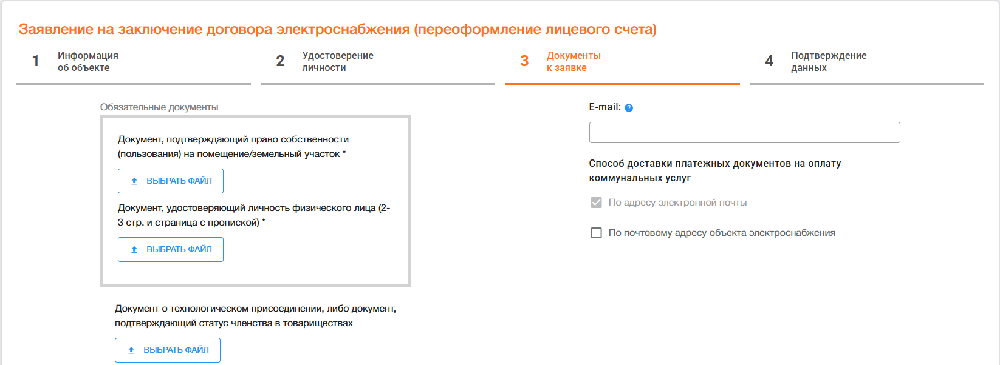 Заявление на заключение договора электроснабжения (переоформление лицевого счета)
1
Информация
об объекте
2
Удостоверение
личности
3
Документы
к заявке
4
Подтверждение
данных
Обязательные документы
Документ, подтверждающий право собственности
(пользования) на помещение/земельный участок *
ВЫБРАТЬ ФАЙЛ
Документ, удостоверяющий личность физического лица (2-
3 стр. и страница с пропиской) *
ВЫБРАТЬ ФАЙЛ
Документ о технологическом присоединении, либо документ,
подтверждающий статус членства в товариществах
ВЫБРАТЬ ФАЙЛ
E-mail: ?
Способ доставки платежных документов на оплату
коммунальных услуг
По адресу электронной почты
По почтовому адресу объекта электроснабжения